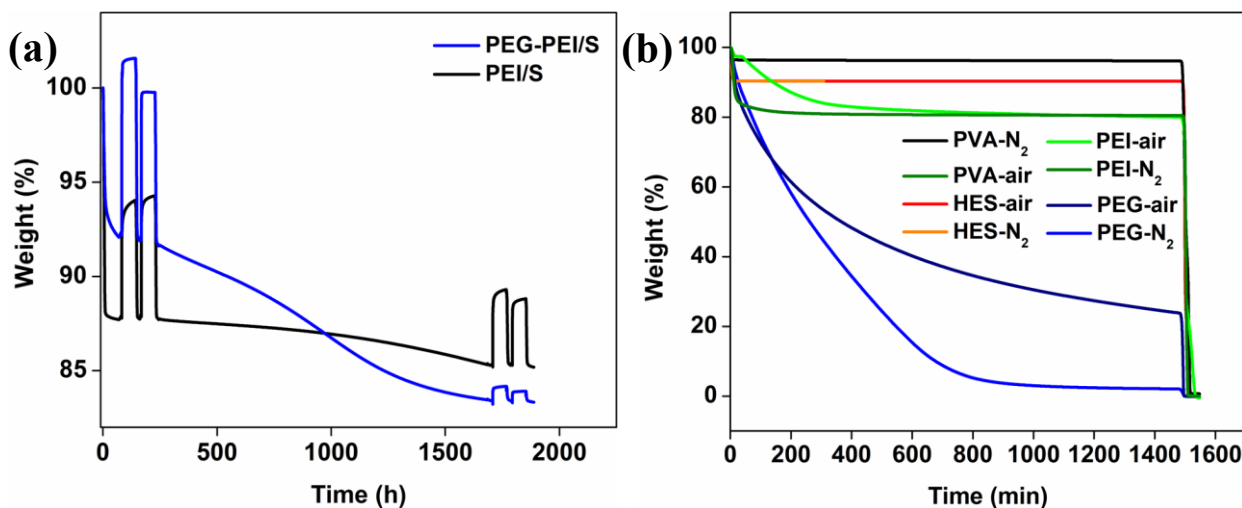 (a)
PEG-PEI/S
PEI/S
100
95
90
85
Weight (%)
0
500
1000
1500
2000
Time (h)
(b)
100
80
60
40
20
0
Weight (%)
PVA-N₂
PVA-air
HES-air
HES-N₂
PEI-air
PEI-N₂
PEG-air
PEG-N₂
0
200
400
600
800
1000
1200
1400
1600
Time (min)